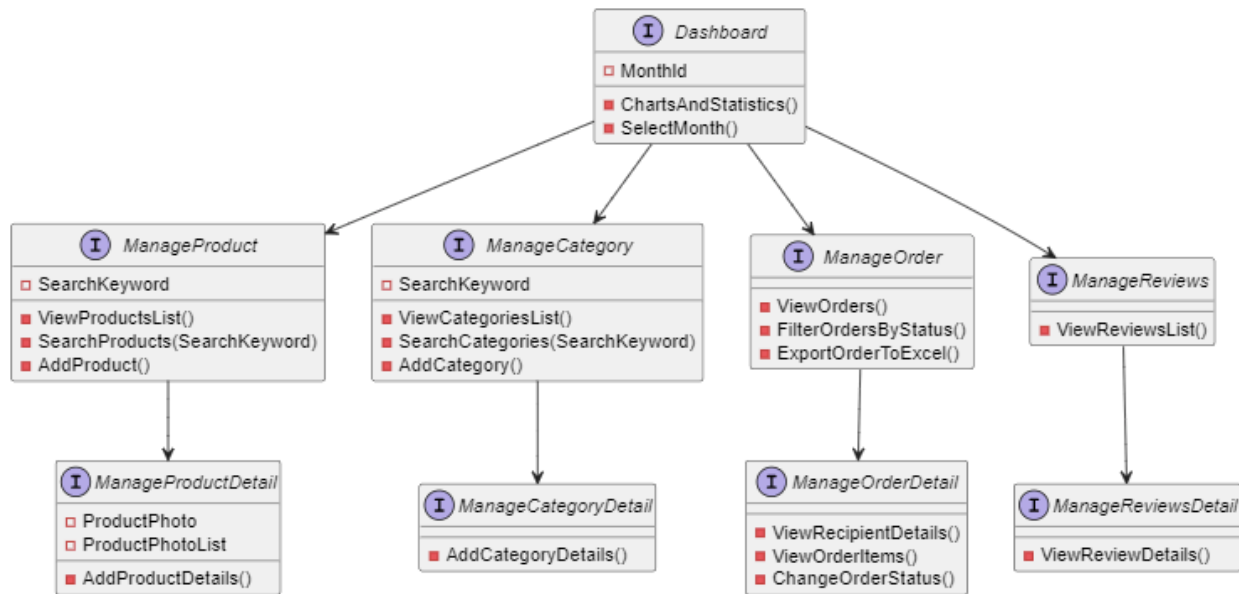 I Dashboard
MonthId
ChartsAndStatistics()
SelectMonth()
I ManageProduct
SearchKeyword
ViewProductsList()
SearchProducts(SearchKeyword)
AddProduct()
I ManageCategory
SearchKeyword
ViewCategoriesList()
SearchCategories(SearchKeyword)
AddCategory()
I ManageOrder
ViewOrders()
FilterOrdersByStatus()
ExportOrderToExcel()
I ManageReviews
ViewReviewsList()
I ManageProductDetail
ProductPhoto
ProductPhotoList
AddProductDetails()
I ManageCategoryDetail
AddCategoryDetails()
I ManageOrderDetail
ViewRecipientDetails()
ViewOrderItems()
ChangeOrderStatus()
I ManageReviewsDetail
ViewReviewDetails()